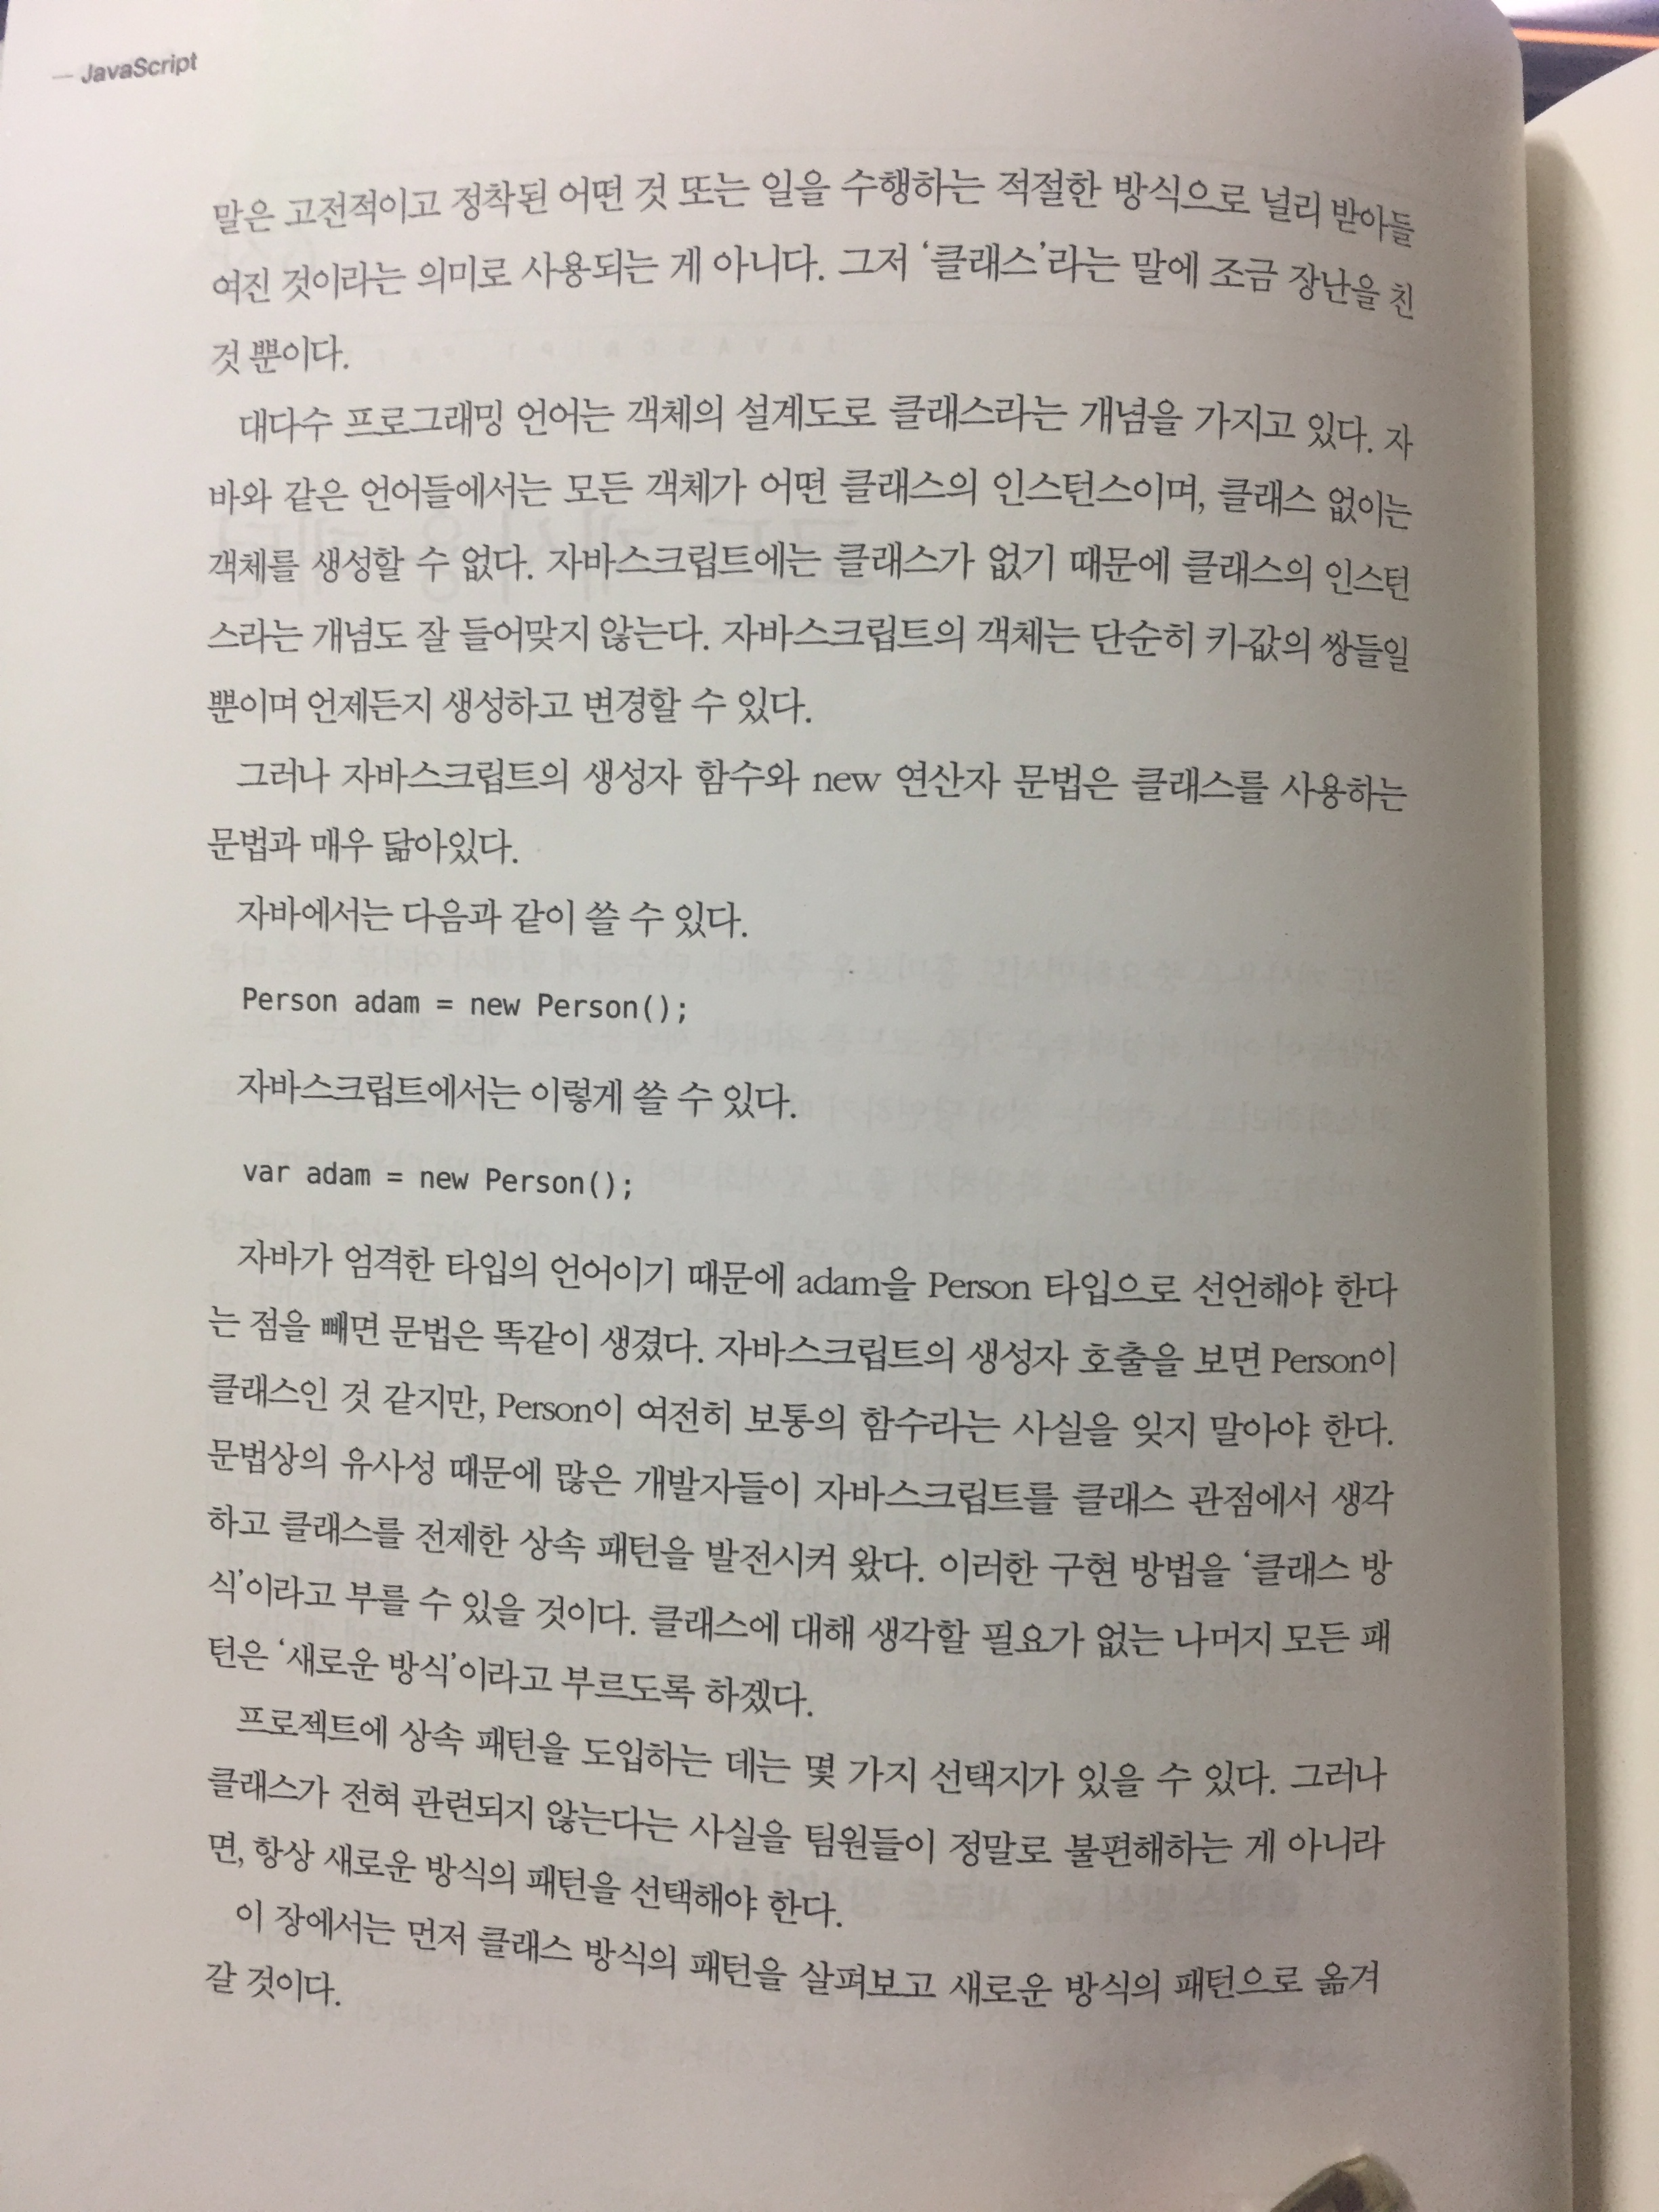 — JavaScript
말은 고전적이고 정착된 어떤 것 또는 일을 수행하는 적절한 방식으로 널리 받아들
여진 것이라는 의미로 사용되는 게 아니다. 그저 ‘클래스’라는 말에 조금 장난을 친
것 뿐이다.
대다수 프로그래밍 언어는 객체의 설계도로 클래스라는 개념을 가지고 있다. 자
바와 같은 언어들에서는 모든 객체가 어떤 클래스의 인스턴스이며, 클래스 없이는
객체를 생성할 수 없다. 자바스크립트에는 클래스가 없기 때문에 클래스의 인스턴
스라는 개념도 잘 들어맞지 않는다. 자바스크립트의 객체는 단순히 키-값의 쌍들일
뿐이며 언제든지 생성하고 변경할 수 있다.
그러나 자바스크립트의 생성자 함수와 new 연산자 문법은 클래스를 사용하는
문법과 매우 닮아있다.
자바에서는 다음과 같이 쓸 수 있다.
Person adam = new Person();
자바스크립트에서는 이렇게 쓸 수 있다.
var adam = new Person();
자바가 엄격한 타입의 언어이기 때문에 adam을 Person 타입으로 선언해야 한다
는 점을 빼면 문법은 똑같이 생겼다. 자바스크립트의 생성자 호출을 보면 Person이
클래스인 것 같지만, Person이 여전히 보통의 함수라는 사실을 잊지 말아야 한다.
문법상의 유사성 때문에 많은 개발자들이 자바스크립트를 클래스 관점에서 생각
하고 클래스를 전제한 상속 패턴을 발전시켜 왔다. 이러한 구현 방법을 ‘클래스 방
식’이라고 부를 수 있을 것이다. 클래스에 대해 생각할 필요가 없는 나머지 모든 패
턴은 ‘새로운 방식’이라고 부르도록 하겠다.
프로젝트에 상속 패턴을 도입하는 데는 몇 가지 선택지가 있을 수 있다. 그러나
클래스가 전혀 관련되지 않는다는 사실을 팀원들이 정말로 불편해하는 게 아니라
면, 항상 새로운 방식의 패턴을 선택해야 한다.
이 장에서는 먼저 클래스 방식의 패턴을 살펴보고 새로운 방식의 패턴으로 옮겨
갈 것이다.